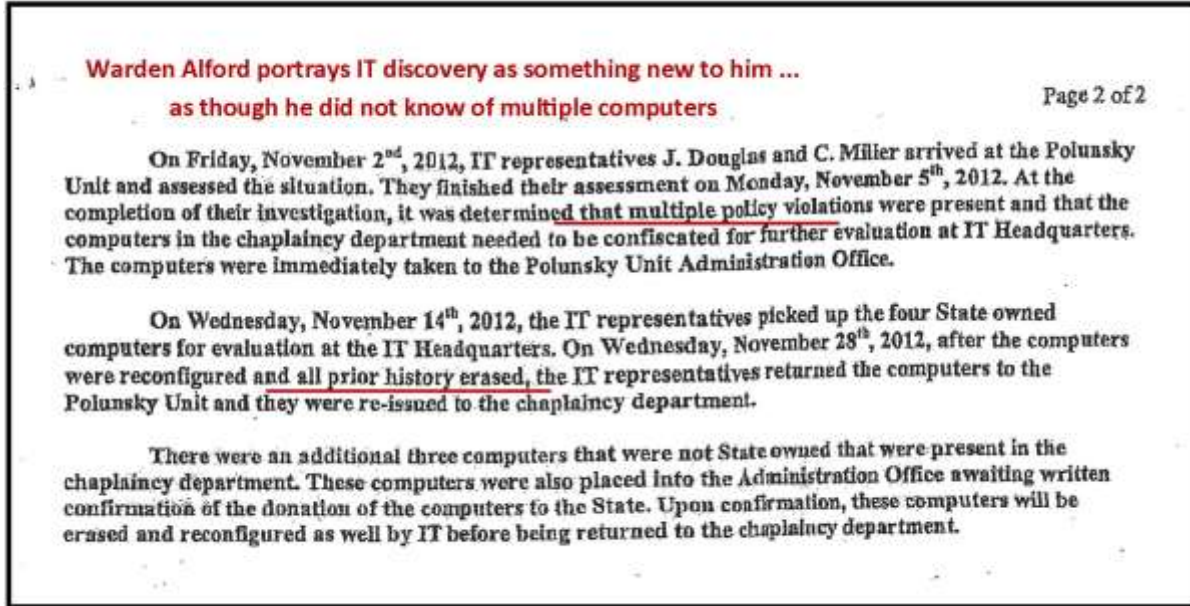 Warden Alford portrays IT discovery as something new to him ...
as though he did not know of multiple computers
Page 2 of 2
On Friday, November 2nd, 2012, IT representatives J. Douglas and C. Miller arrived at the Polunsky
Unit and assessed the situation. They finished their assessment on Monday, November 5th, 2012. At the
completion of their investigation, it was determined that multiple policy violations were present and that the
computers in the chaplaincy department needed to be confiscated for further evaluation at IT Headquarters.
The computers were immediately taken to the Polunsky Unit Administration Office.
On Wednesday, November 14th, 2012, the IT representatives picked up the four State owned
computers for evaluation at the IT Headquarters. On Wednesday, November 28th, 2012, after the computers
were reconfigured and all prior history erased, the IT representatives returned the computers to the
Polunsky Unit and they were re-issued to the chaplaincy department.
There were an additional three computers that were not State owned that were present in the
chaplaincy department. These computers were also placed into the Administration Office awaiting written
confirmation of the donation of the computers to the State. Upon confirmation, these computers will be
erased and reconfigured as well by IT before being returned to the chaplaincy department.